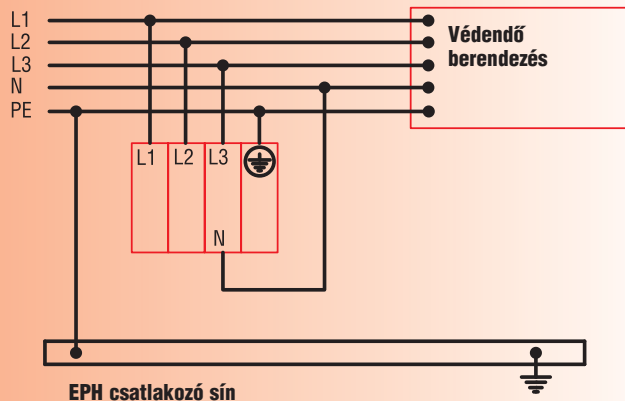 L1
L2
L3
N
PE
Védendő
berendezés
L1 L2 L3
N
EPH csatlakozó sín